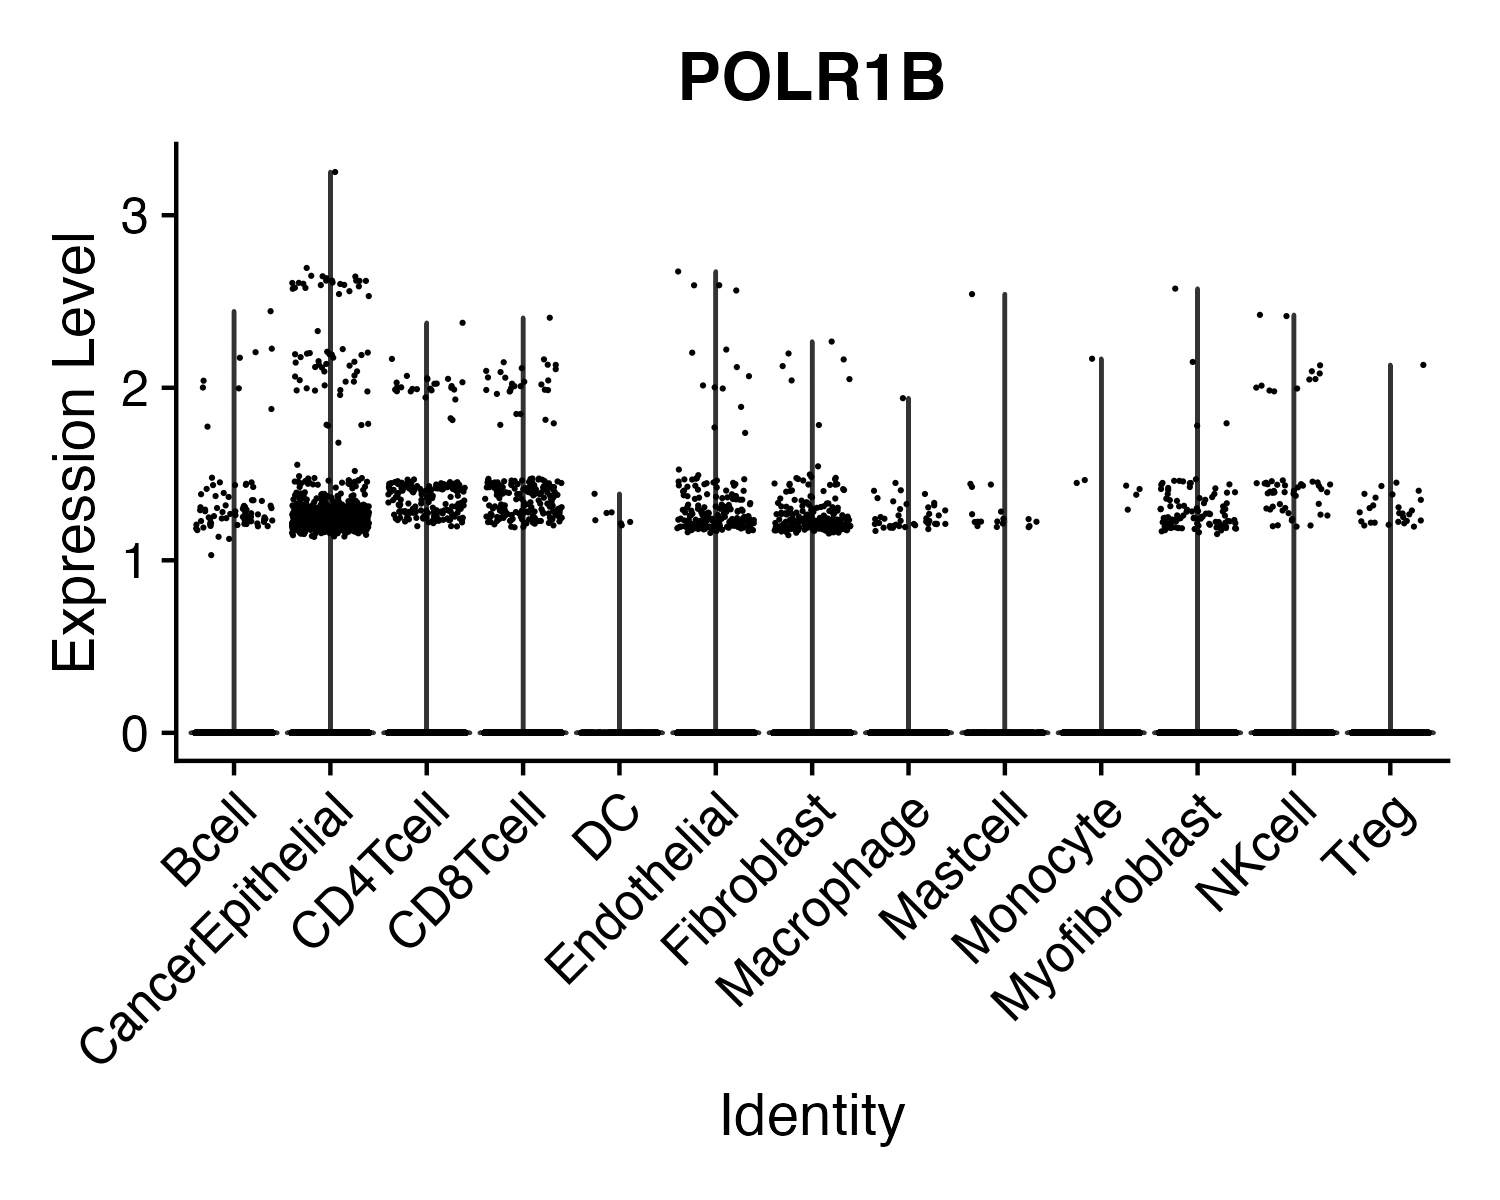 POLR1B
Expression Level
3
2
1
0
Bcell
CancerEpithelial
CD4Tcell
CD8Tcell
DC
Endothelial
Fibroblast
Macrophage
Mastcell
Monocyte
Myofibroblast
NKcell
Treg
Identity